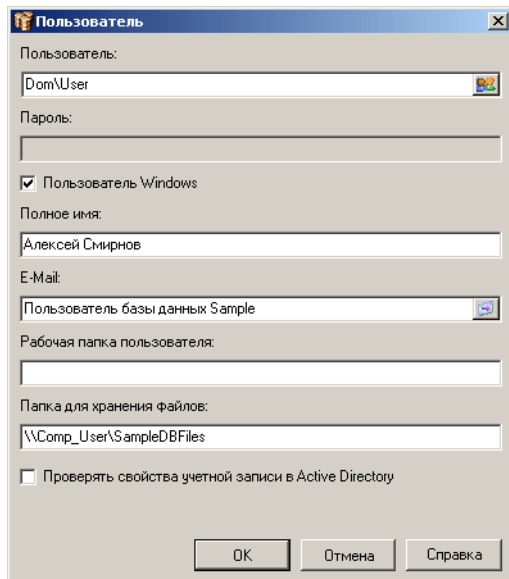 Пользователь
Пользователь:
Dom\User
Пароль:
Пользователь Windows
Полное имя:
Алексей Смирнов
E-Mail:
Пользователь базы данных Sample
Рабочая папка пользователя:
Папка для хранения файлов:
\\Comp_User\SampleDBFiles
Проверять свойства учетной записи в Active Directory
OK Отмена Справка